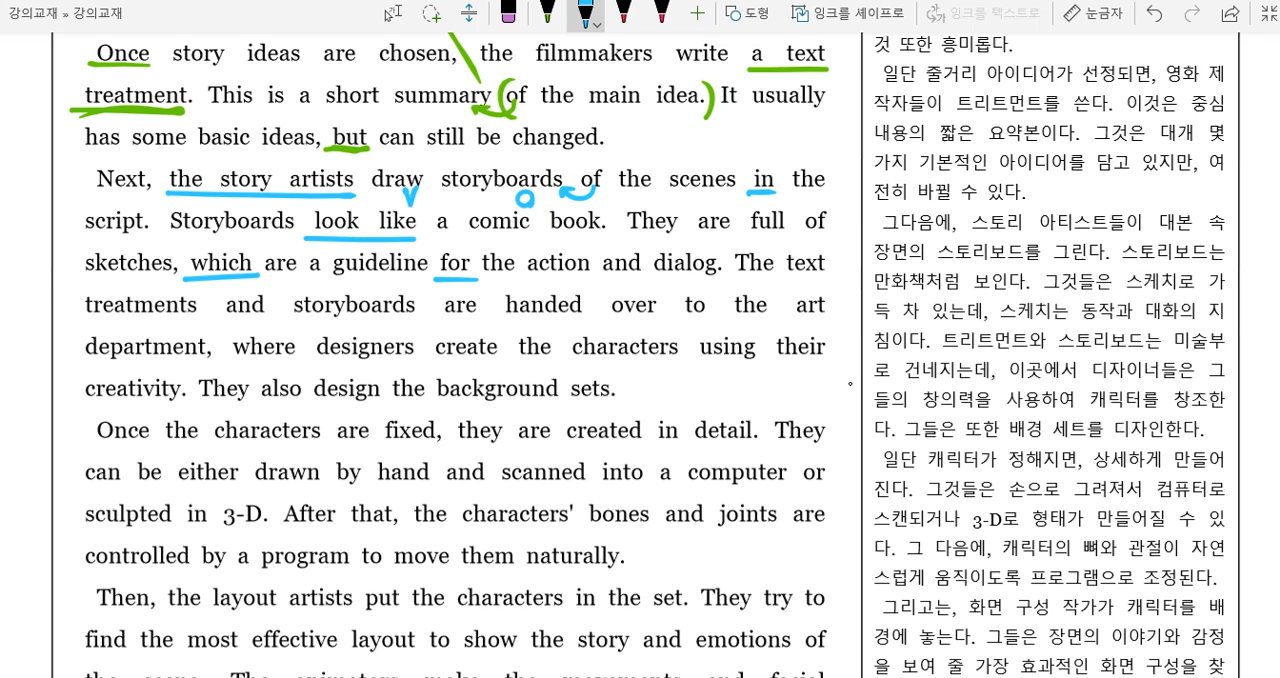 강의교재 » 강의교재
도형
잉크를 셰이프로
잉크를 텍스트로
눈금자
Once story ideas are chosen, the filmmakers write a text
treatment. This is a short summary of the main idea. It usually
has some basic ideas, but can still be changed.
Next, the story artists draw storyboards of the scenes in the
script. Storyboards look like a comic book. They are full of
sketches, which are a guideline for the action and dialog. The text
treatments and storyboards are handed over to the art
department, where designers create the characters using their
creativity. They also design the background sets.
Once the characters are fixed, they are created in detail. They
can be either drawn by hand and scanned into a computer or
sculpted in 3-D. After that, the characters' bones and joints are
controlled by a program to move them naturally.
Then, the layout artists put the characters in the set. They try to
find the most effective layout to show the story and emotions of
the scene. The animators make the movements and facial
것 또한 흥미롭다.
일단 줄거리 아이디어가 선정되면, 영화 제
작자들이 트리트먼트를 쓴다. 이것은 중심
내용의 짧은 요약본이다. 그것은 대개 몇
가지 기본적인 아이디어를 담고 있지만, 여
전히 바뀔 수 있다.
그다음에, 스토리 아티스트들이 대본 속
장면의 스토리보드를 그린다. 스토리보드는
만화책처럼 보인다. 그것들은 스케치로 가
득 차 있는데, 스케치는 동작과 대화의 지
침이다. 트리트먼트와 스토리보드는 미술부
로 건네지는데, 이곳에서 디자이너들은 그
들의 창의력을 사용하여 캐릭터를 창조한
다. 그들은 또한 배경 세트를 디자인한다.
일단 캐릭터가 정해지면, 상세하게 만들어
진다. 그것들은 손으로 그려져서 컴퓨터로
스캔되거나 3-D로 형태가 만들어질 수 있
다. 그 다음에, 캐릭터의 뼈와 관절이 자연
스럽게 움직이도록 프로그램으로 조정된다.
그리고는, 화면 구성 작가가 캐릭터를 배
경에 놓는다. 그들은 장면의 이야기와 감정
을 보여 줄 가장 효과적인 화면 구성을 찾